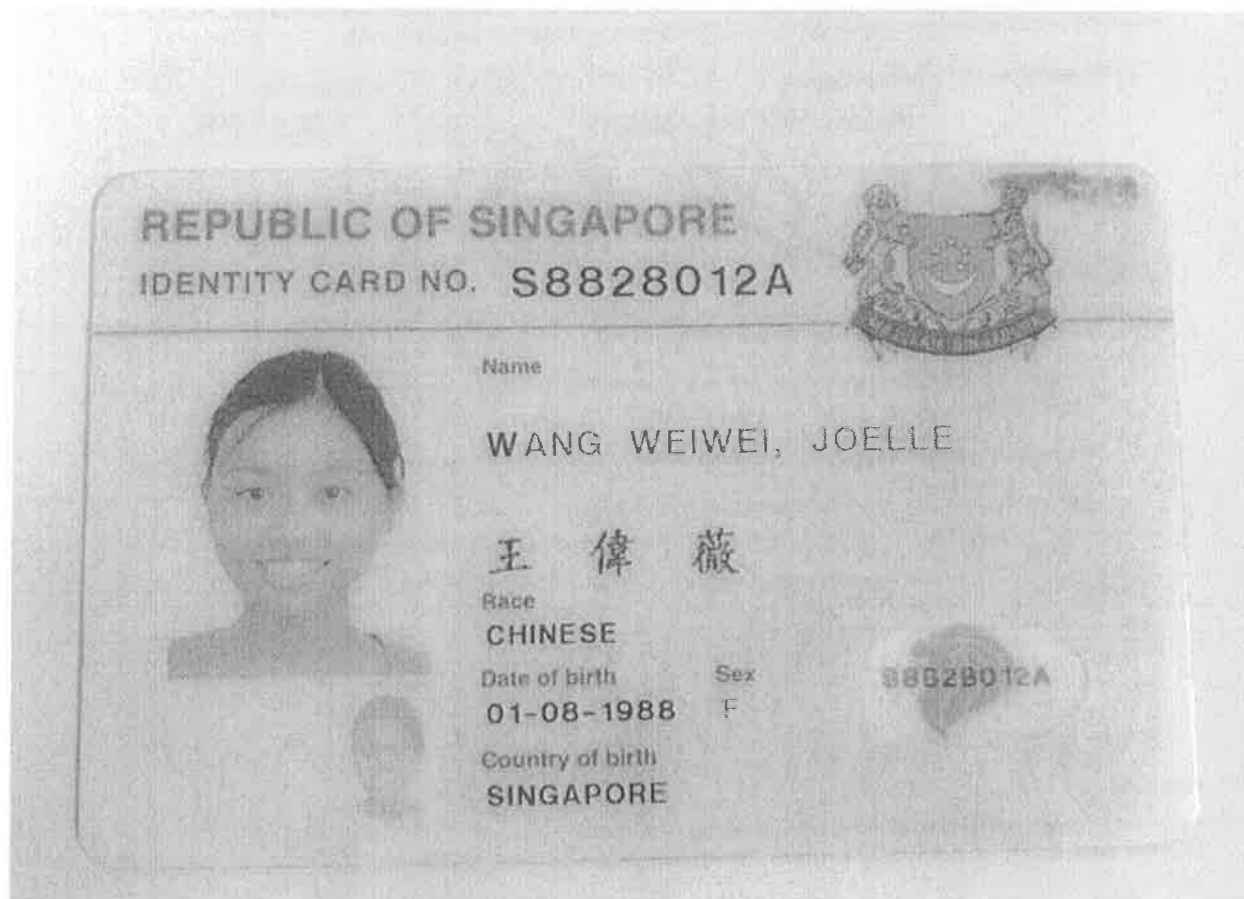 REPUBLIC OF SINGAPORE
IDENTITY CARD NO. S8828012A
Name
WANG WEIWEI, JOELLE
王 偉 薇
Race
CHINESE
Date of birth Sex
01-08-1988 F
S8828012A
Country of birth
SINGAPORE